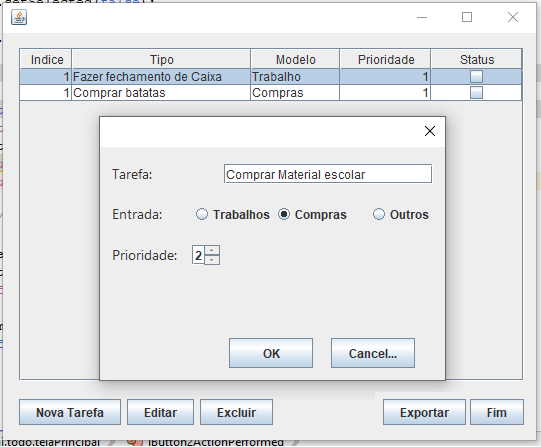 Indice Tipo Modelo Prioridade Status
1 Fazer fechamento de Caixa Trabalho 1
1 Comprar batatas Compras 1
Tarefa: Comprar Material escolar
Entrada: Trabalhos Compras Outros
Prioridade: 2
OK Cancel...
Nova Tarefa Editar Excluir Exportar Fim